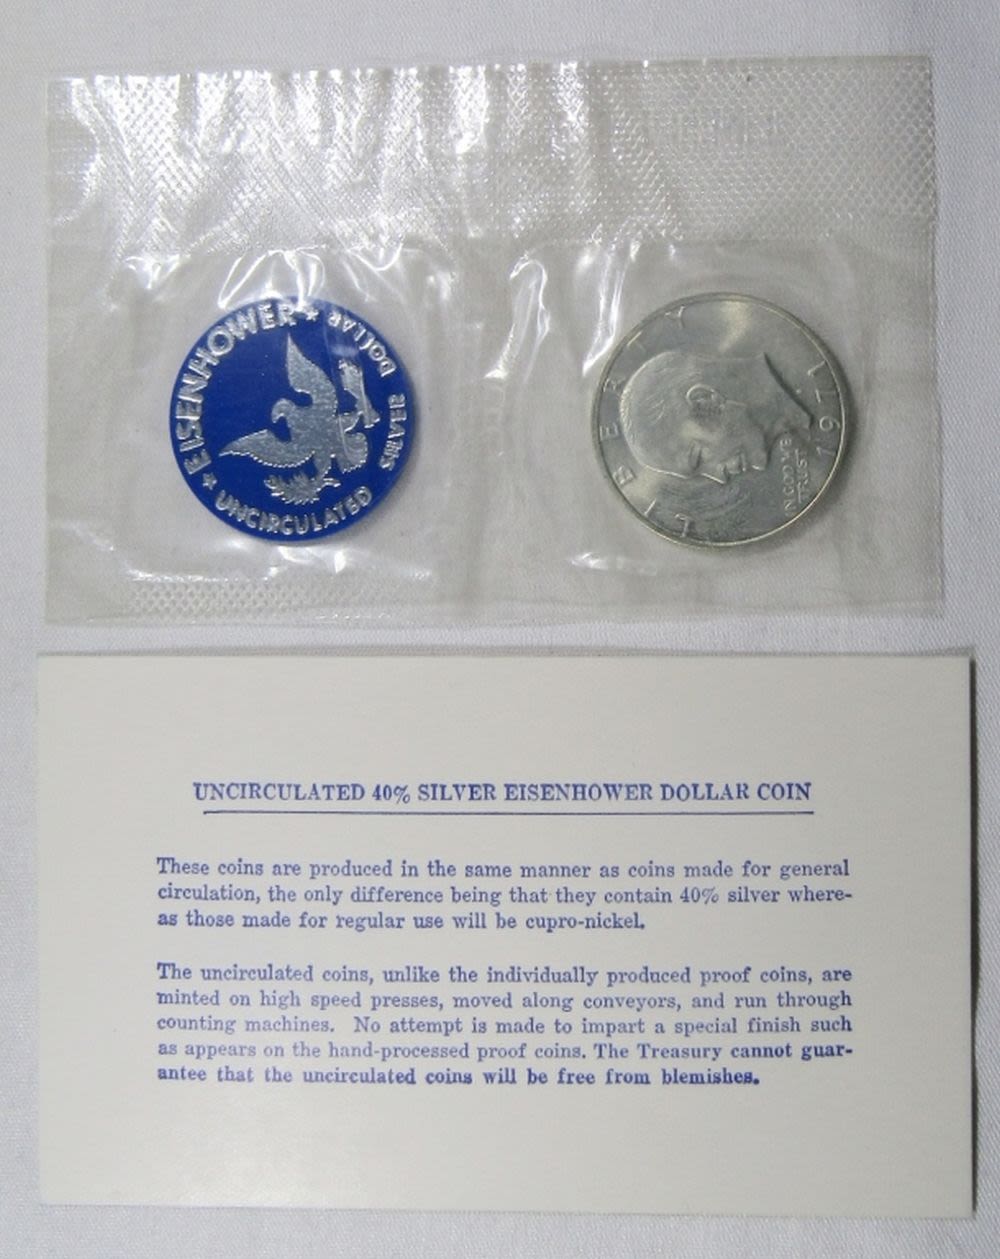 EISENHOWER
DOLLAR
SILVER
UNCIRCULATED
LIBERTY
IN GOD WE
TRUST
1971
UNCIRCULATED 40% SILVER EISENHOWER DOLLAR COIN
These coins are produced in the same manner as coins made for general
circulation, the only difference being that they contain 40% silver where-
as those made for regular use will be cupro-nickel.
The uncirculated coins, unlike the individually produced proof coins, are
minted on high speed presses, moved along conveyors, and run through
counting machines. No attempt is made to impart a special finish such
as appears on the hand-processed proof coins. The Treasury cannot guar-
antee that the uncirculated coins will be free from blemishes.